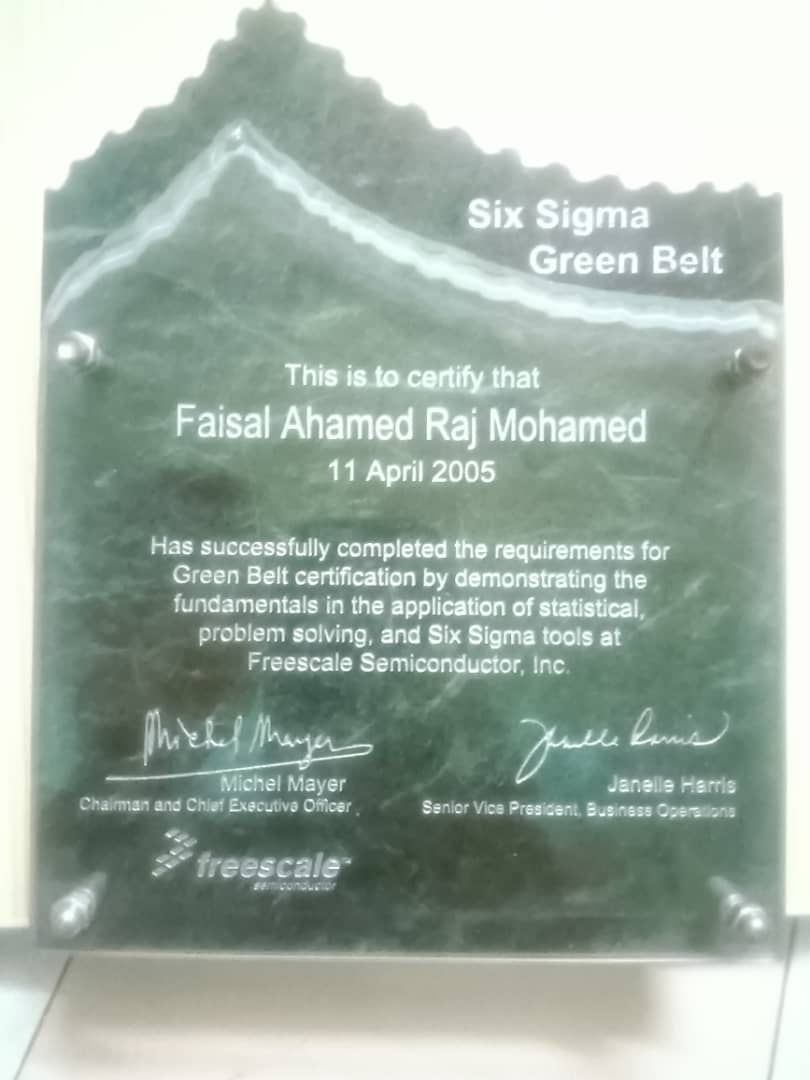 Six Sigma
Green Belt
This is to certify that
Faisal Ahamed Raj Mohamed
11 April 2005
Has successfully completed the requirements for
Green Belt certification by demonstrating the
fundamentals in the application of statistical,
problem solving, and Six Sigma tools at
Freescale Semiconductor, Inc.
Michel Mayer Janelle Harris
Michel Mayer Janelle Harris
Chairman and Chief Executive Officer Senior Vice President, Business Operations
freescale™
semiconductor